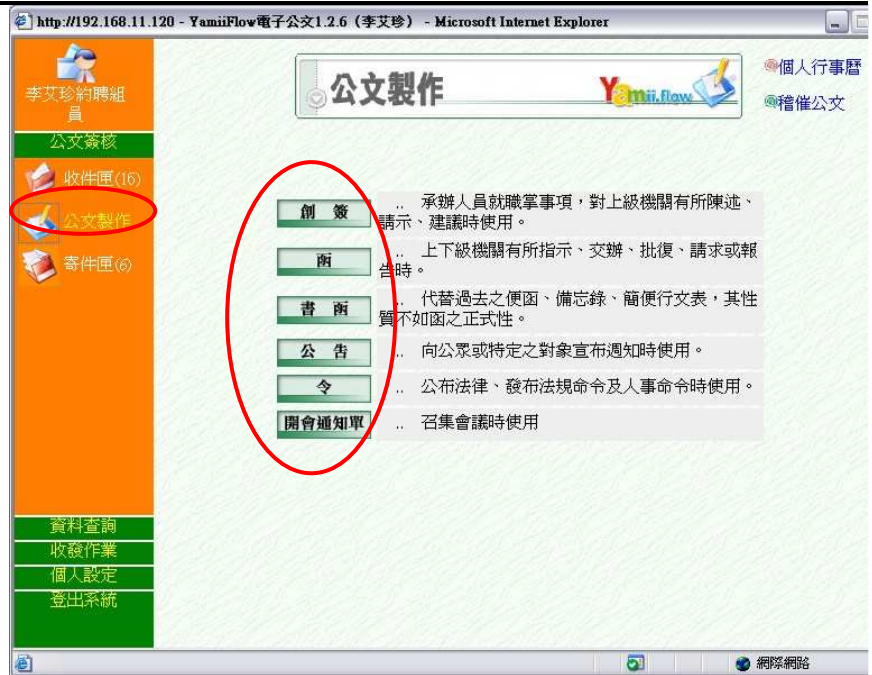 http://192.168.11.120 - YamiiFlow電子公文1.2.6（李艾珍） - Microsoft Internet Explorer
李艾珍約聘組
員
公文簽核
收件匣(16)
公文製作
寄件匣(6)
資料查詢
收發作業
個人設定
登出系統
公文製作
Yamii.flow
個人行事曆
稽催公文
創簽
.. 承辦人員就職掌事項，對上級機關有所陳述、
請示、建議時使用。
函
.. 上下級機關有所指示、交辦、批復、請求或報
告時。
書函
.. 代替過去之便函、備忘錄、簡便行文表，其性
質不如函之正式性。
公告
.. 向公眾或特定之對象宣布週知時使用。
令
.. 公布法律、發布法規命令及人事命令時使用。
開會通知單
.. 召集會議時使用
網際網路